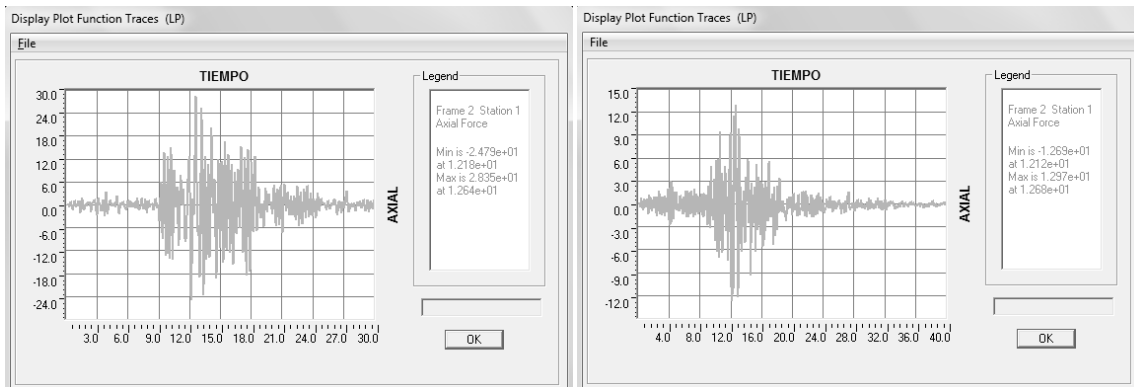 Display Plot Function Traces (LP)
File
TIEMPO
30.0
24.0
18.0
12.0
6.0
0.0
-6.0
-12.0
-18.0
-24.0
3.0 6.0 9.0 12.0 15.0 18.0 21.0 24.0 27.0 30.0
AXIAL
Legend
Frame 2 Station 1
Axial Force
Min is -2.479e+01
at 1.218e+01
Max is 2.835e+01
at 1.264e+01
OK
Display Plot Function Traces (LP)
File
TIEMPO
15.0
12.0
9.0
6.0
3.0
0.0
-3.0
-6.0
-9.0
-12.0
4.0 8.0 12.0 16.0 20.0 24.0 28.0 32.0 36.0 40.0
AXIAL
Legend
Frame 2 Station 1
Axial Force
Min is -1.269e+01
at 1.212e+01
Max is 1.297e+01
at 1.268e+01
OK